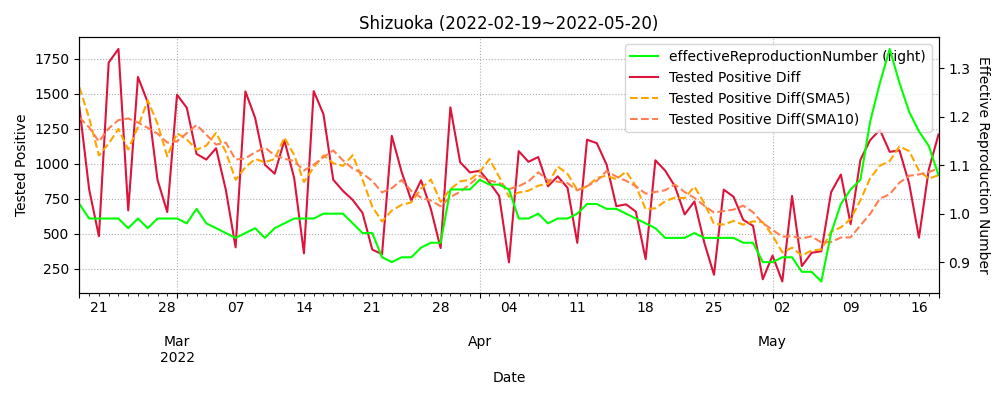 Shizuoka (2022-02-19~2022-05-20)
effectiveReproductionNumber (right)
Tested Positive Diff
Tested Positive Diff(SMA5)
Tested Positive Diff(SMA10)
Tested Positive
1750
1500
1250
1000
750
500
250
Effective Reproduction Number
1.3
1.2
1.1
1.0
0.9
21 28 07 14 21 28 04 11 18 25 02 09 16
Mar Apr May
2022
Date